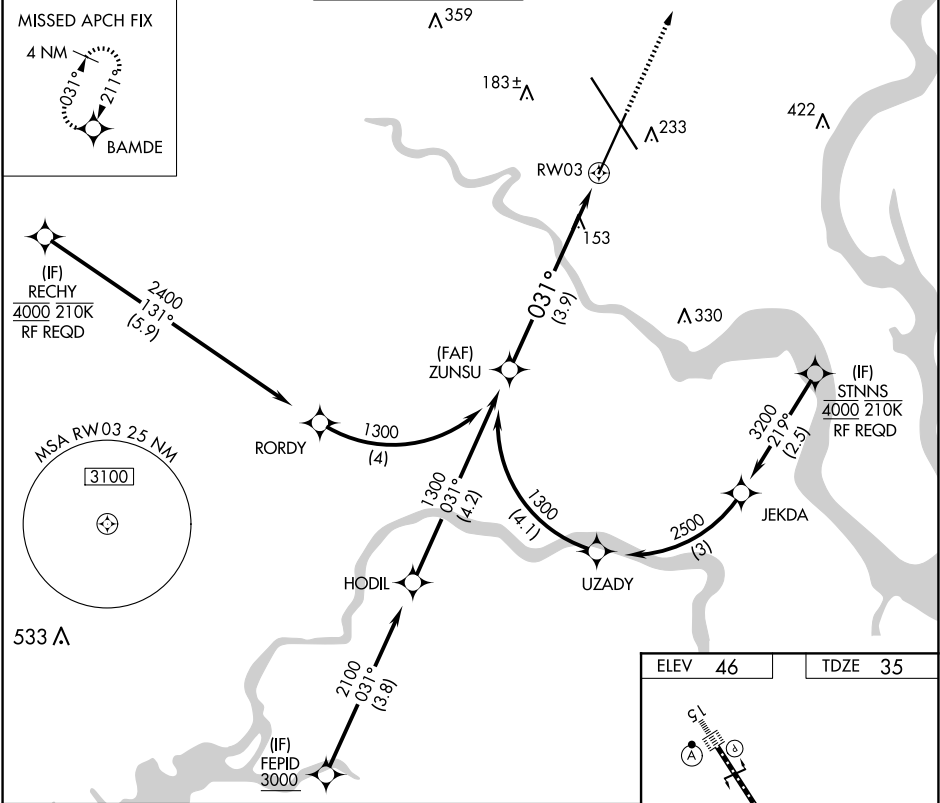 MISSED APCH FIX
4 NM
031°
211°
BAMDE
359
183±
233
422
RW03
153
(IF)
RECHY
4000 210K
RF REQD
2400
131°
(5.9)
031°
(3.9)
330
(FAF)
ZUNSU
(IF)
STNNS
4000 210K
RF REQD
3200
219°
(2.5)
RORDY
1300
(4)
MSA RW03 25 NM
3100
1300
031°
(4.2)
1300
(4.1)
2500
(3)
JEKDA
HODIL
UZADY
533
2100
031°
(3.8)
(IF)
FEPID
3000
ELEV 46
TDZE 35
15
A
P